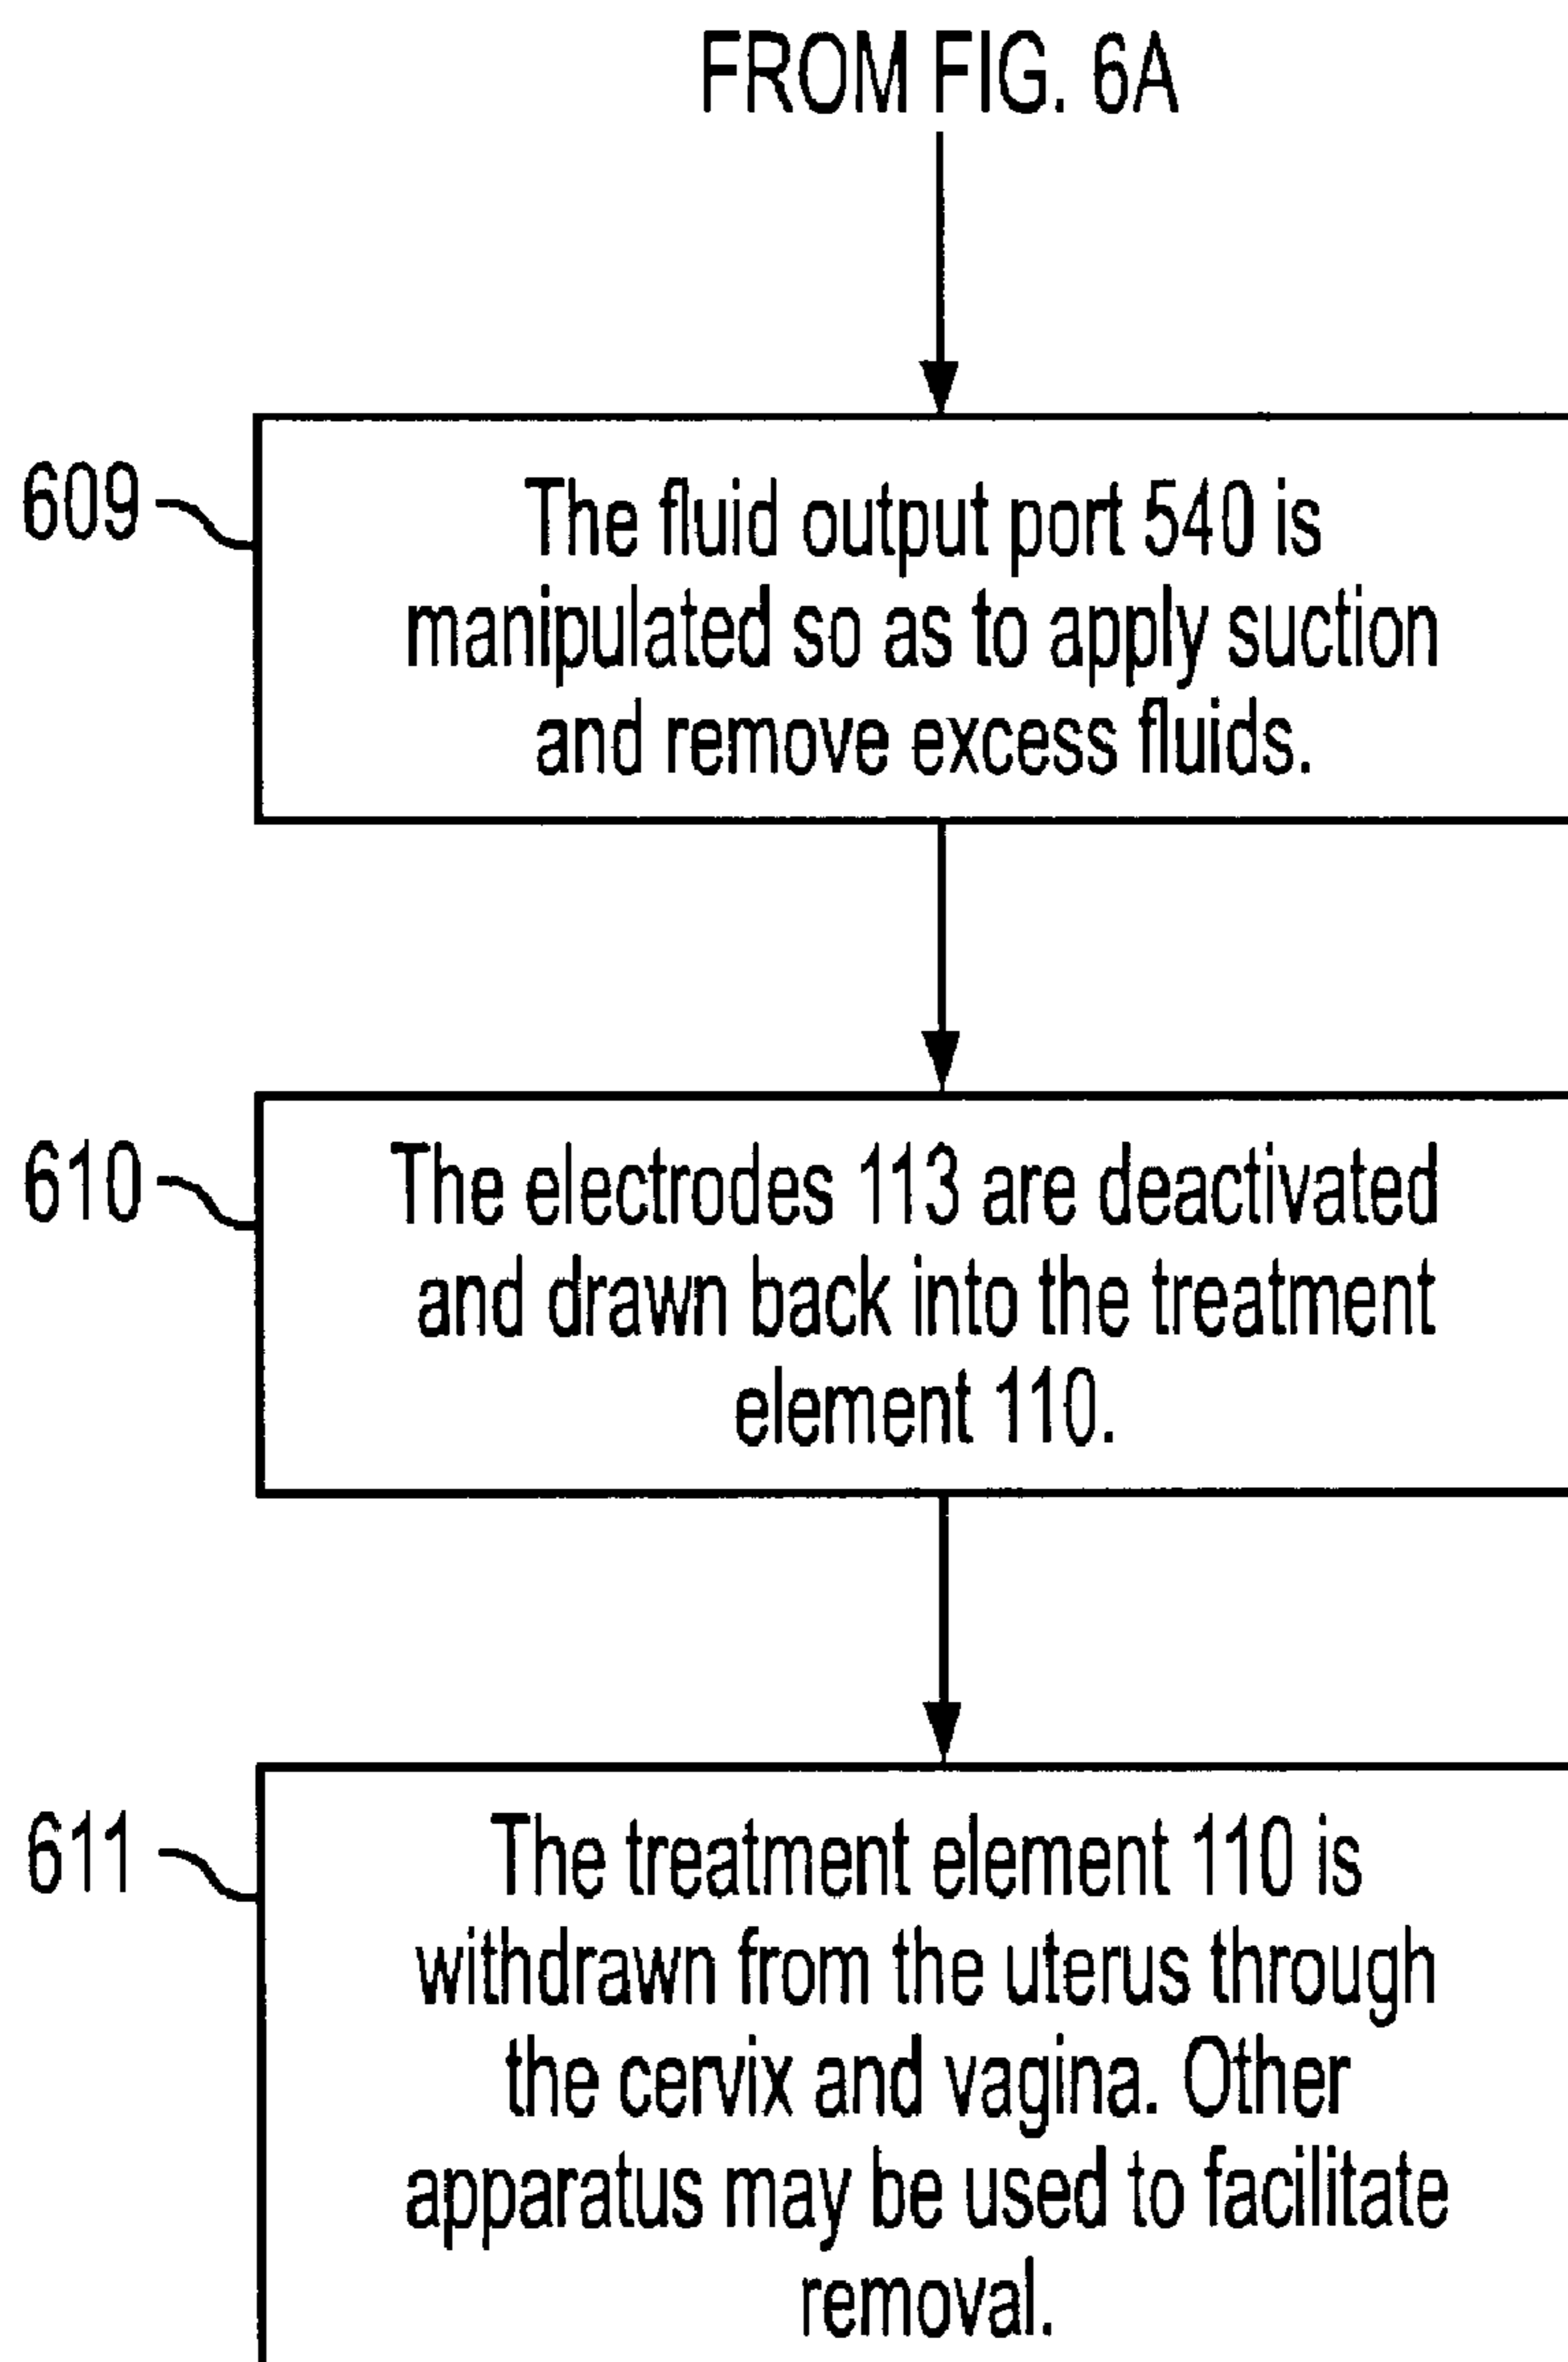 FROM FIG. 6A
609
The fluid output port 540 is
manipulated so as to apply suction
and remove excess fluids.
610
The electrodes 113 are deactivated
and drawn back into the treatment
element 110.
611
The treatment element 110 is
withdrawn from the uterus through
the cervix and vagina. Other
apparatus may be used to facilitate
removal.